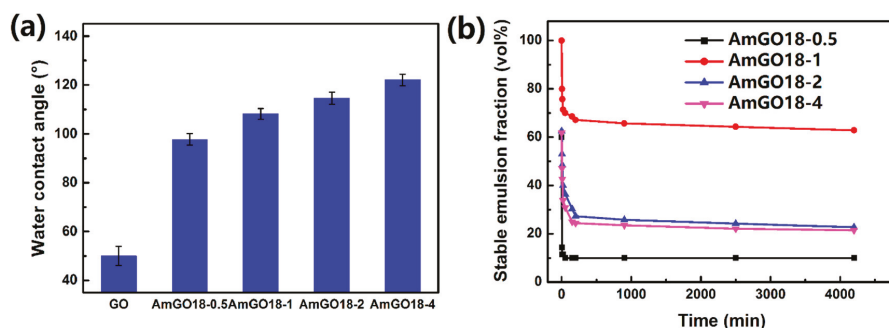 (a)
Water contact angle (°)
140
120
100
80
60
40
GO
AmGO18-0.5
AmGO18-1
AmGO18-2
AmGO18-4
(b)
Stable emulsion fraction (vol%)
100
80
60
40
20
0
AmGO18-0.5
AmGO18-1
AmGO18-2
AmGO18-4
0 1000 2000 3000 4000
Time (min)